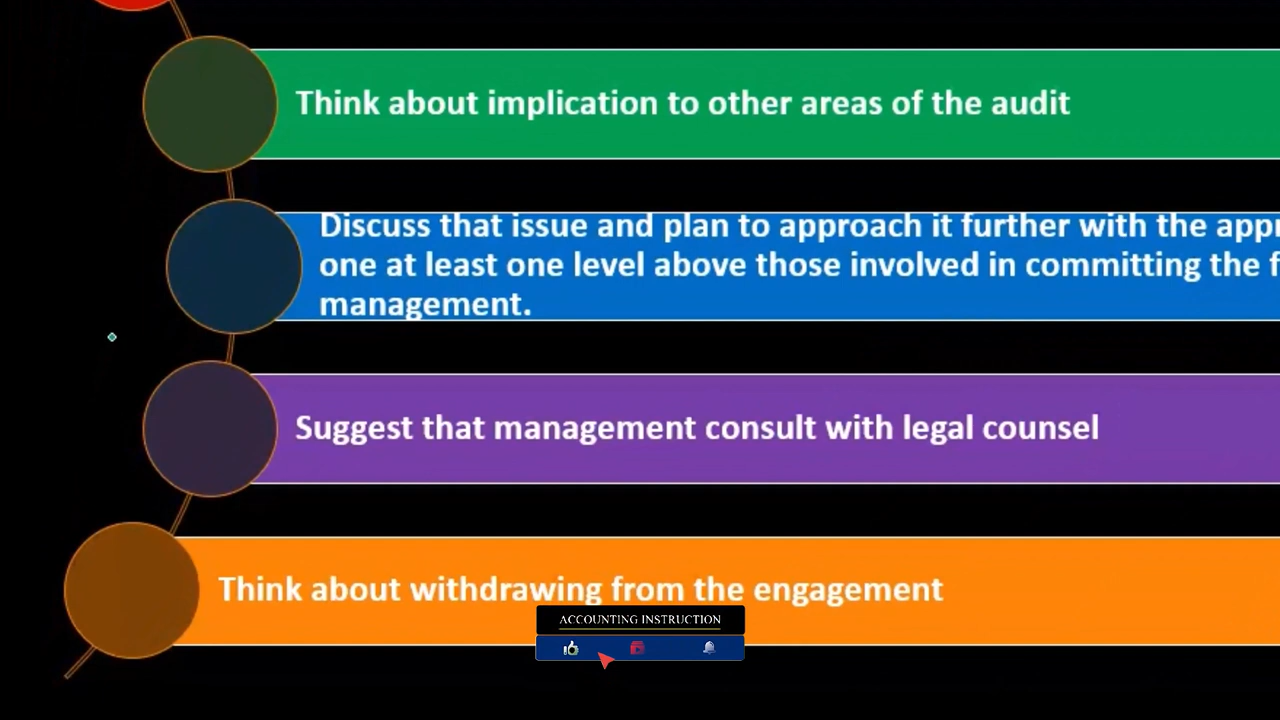 Think about implication to other areas of the audit
Discuss that issue and plan to approach it further with the
one at least one level above those involved in committing the
management.
Suggest that management consult with legal counsel
Think about withdrawing from the engagement
ACCOUNTING INSTRUCTION